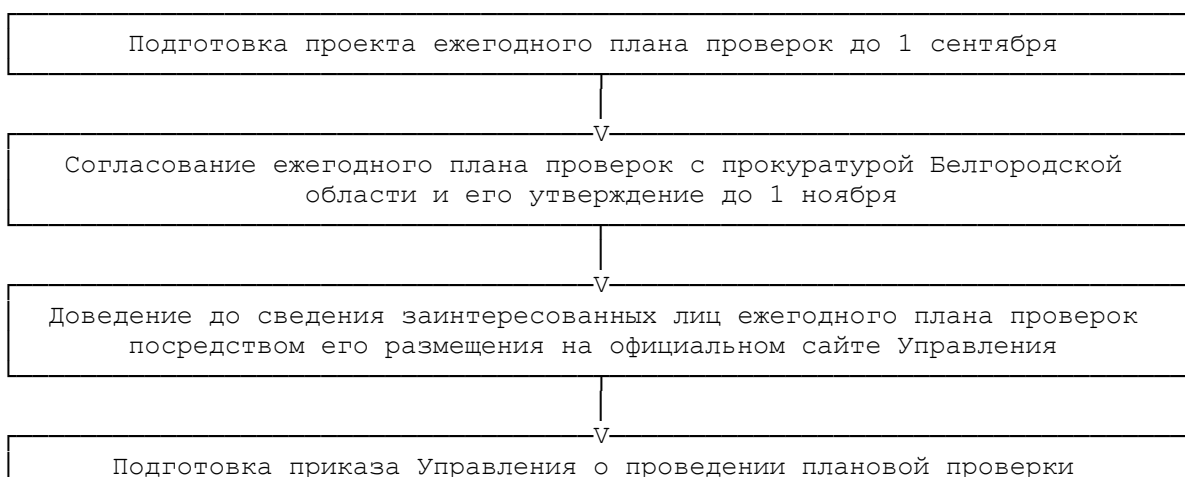 Подготовка проекта ежегодного плана проверок до 1 сентября
V
Согласование ежегодного плана проверок с прокуратурой Белгородской
области и его утверждение до 1 ноября
V
Доведение до сведения заинтересованных лиц ежегодного плана проверок
посредством его размещения на официальном сайте Управления
V
Подготовка приказа Управления о проведении плановой проверки